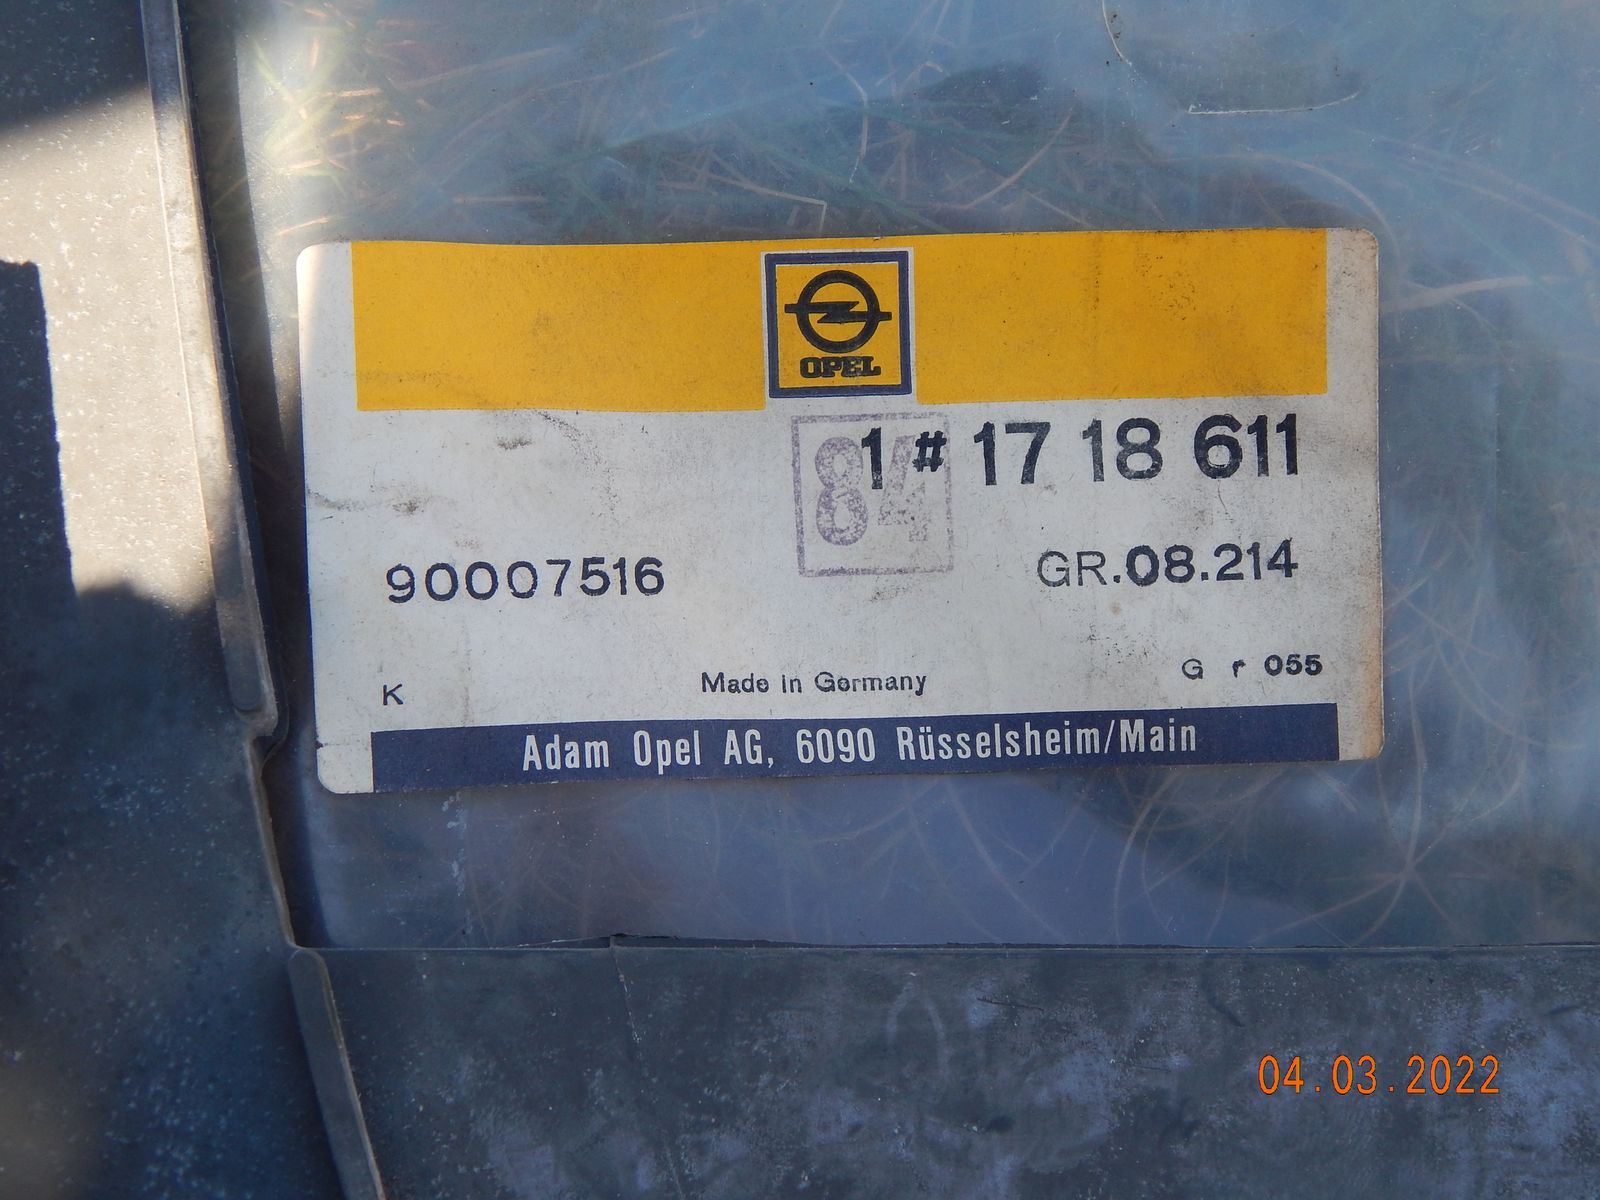 OPEL
84
1 # 17 18 611
90007516
GR.08.214
K
Made in Germany
G r 055
Adam Opel AG, 6090 Rüsselsheim/Main
04.03.2022